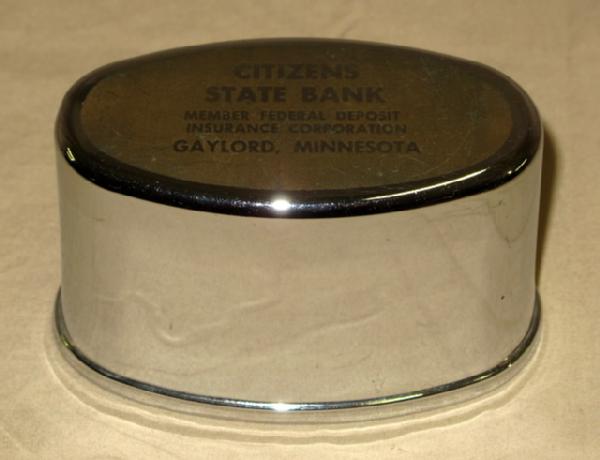 CITIZENS
STATE BANK
MEMBER FEDERAL DEPOSIT
INSURANCE CORPORATION
GAYLORD, MINNESOTA